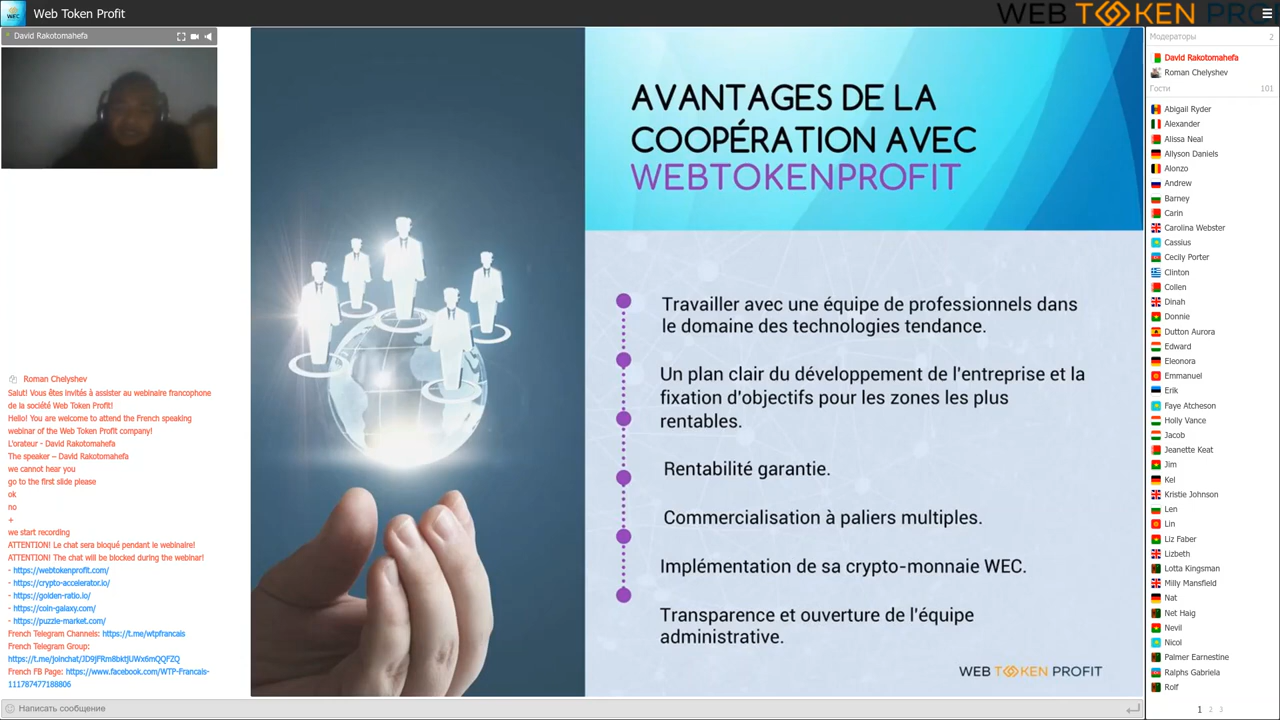 Web Token Profit
WEB TOKEN PRO
David Rakotomahefa
AVANTAGES DE LA
COOPÉRATION AVEC
WEBTOKENPROFIT
Travailler avec une équipe de professionnels dans
le domaine des technologies tendance.
Un plan clair du développement de l'entreprise et la
fixation d'objectifs pour les zones les plus
rentables.
Rentabilité garantie.
Commercialisation à paliers multiples.
Implémentation de sa crypto-monnaie WEC.
Transparence et ouverture de l'équipe
administrative.
WEB TOKEN PROFIT
Roman Chelyshev
Salut! Vous êtes invités à assister au webinaire francophone
de la société Web Token Profit!
Hello! You are welcome to attend the French speaking
webinar of the Web Token Profit company!
L'orateur - David Rakotomahefa
The speaker – David Rakotomahefa
we cannot hear you
go to the first slide please
ok
no
+
we start recording
ATTENTION! Le chat sera bloqué pendant le webinaire!
ATTENTION! The chat will be blocked during the webinar!
- https://webtokenprofit.com/
- https://crypto-accelerator.io/
- https://golden-ratio.io/
- https://coin-galaxy.com/
- https://puzzle-market.com/
French Telegram Channels: https://t.me/wtpfrancais
French Telegram Group:
https://t.me/joinchat/JD9jFRm8bktjUWx6mQQFZQ
French FB Page: https://www.facebook.com/WTP-Francais-
111787477188806
Написать сообщение
Модераторы 2
David Rakotomahefa
Roman Chelyshev
Гости 101
Abigail Ryder
Alexander
Alissa Neal
Allyson Daniels
Alonzo
Andrew
Barney
Carin
Carolina Webster
Cassius
Cecily Porter
Clinton
Collen
Dinah
Donnie
Dutton Aurora
Edward
Eleonora
Emmanuel
Erik
Faye Atcheson
Holly Vance
Jacob
Jeanette Keat
Jim
Kel
Kristie Johnson
Len
Lin
Liz Faber
Lizbeth
Lotta Kingsman
Milly Mansfield
Nat
Net Haig
Nevil
Nicol
Palmer Earnestine
Ralphs Gabriela
Rolf
1 2 3